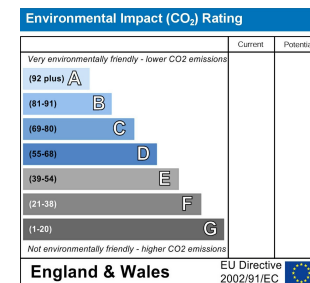 Environmental Impact (CO₂) Rating
Current Potentia
Very environmentally friendly - lower CO2 emissions
(92 plus) A
(81-91) B
(69-80) C
(55-68) D
(39-54) E
(21-38) F
(1-20) G
Not environmentally friendly - higher CO2 emissions
England & Wales
EU Directive
2002/91/EC